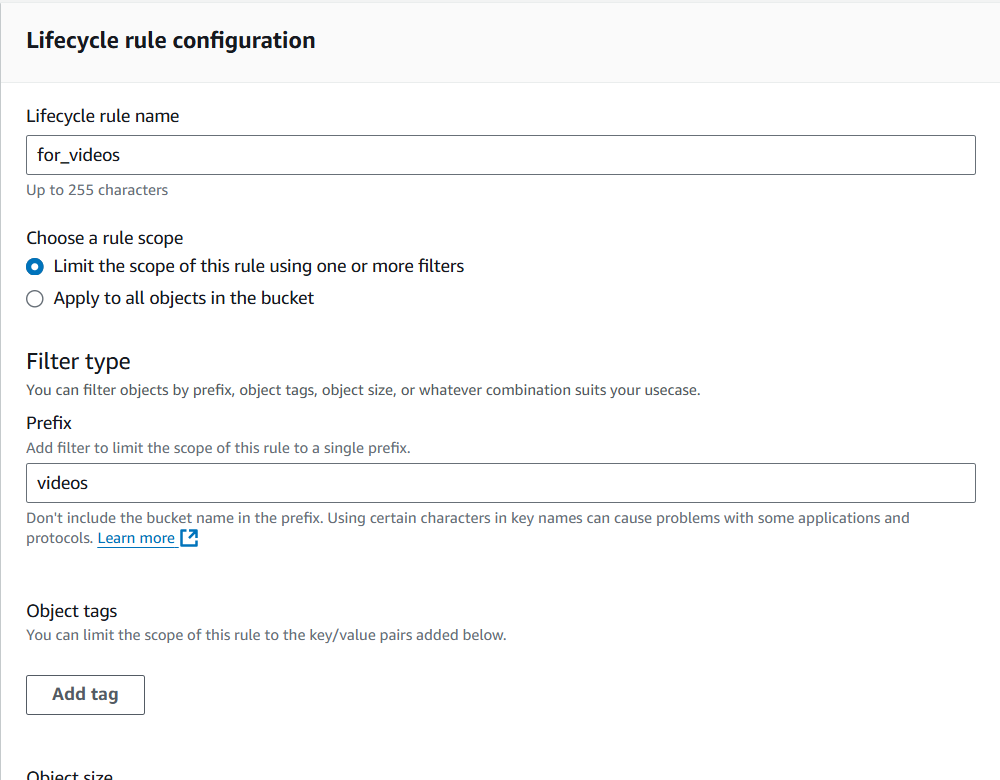 Lifecycle rule configuration
Lifecycle rule name
for_videos
Up to 255 characters
Choose a rule scope
Limit the scope of this rule using one or more filters
Apply to all objects in the bucket
Filter type
You can filter objects by prefix, object tags, object size, or whatever combination suits your usecase.
Prefix
Add filter to limit the scope of this rule to a single prefix.
videos
Don't include the bucket name in the prefix. Using certain characters in key names can cause problems with some applications and
protocols. Learn more
Object tags
You can limit the scope of this rule to the key/value pairs added below.
Add tag
Object size